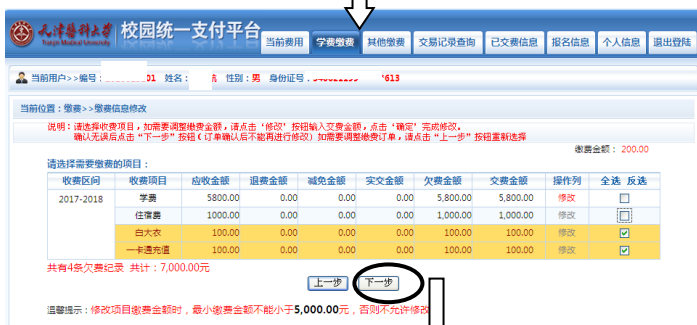 天津医科大学 校园统一支付平台
Tianjin Medical University
当前费用 学费缴费 其他缴费 交易记录查询 已交费信息 报名信息 个人信息 退出登陆
当前用户>>编号： 01 姓名： 性别：男 身份证号： '613
当前位置：缴费>>缴费信息修改
说明：请选择收费项目，如需要调整缴费金额，请点击‘修改’按钮输入交费金额，点击‘确定’完成修改。
确认无误后点击“下一步”按钮（订单确认后不能再进行修改）如需要调整缴费订单，请点击“上一步”按钮重新选择
缴费金额： 200.00
请选择需要缴费的项目：
收费区间 收费项目 应收金额 退费金额 减免金额 实交金额 欠费金额 交费金额 操作列 全选 反选
2017-2018 学费 5800.00 0.00 0.00 0.00 5,800.00 5,800.00 修改
住宿费 1000.00 0.00 0.00 0.00 1,000.00 1,000.00 修改
白大衣 100.00 0.00 0.00 0.00 100.00 100.00 修改
一卡通充值 100.00 0.00 0.00 0.00 100.00 100.00 修改
共有4条欠费纪录 共计：7,000.00元
上一步 下一步
温馨提示：修改项目缴费金额时，最小缴费金额不能小于5,000.00元，否则不允许修改